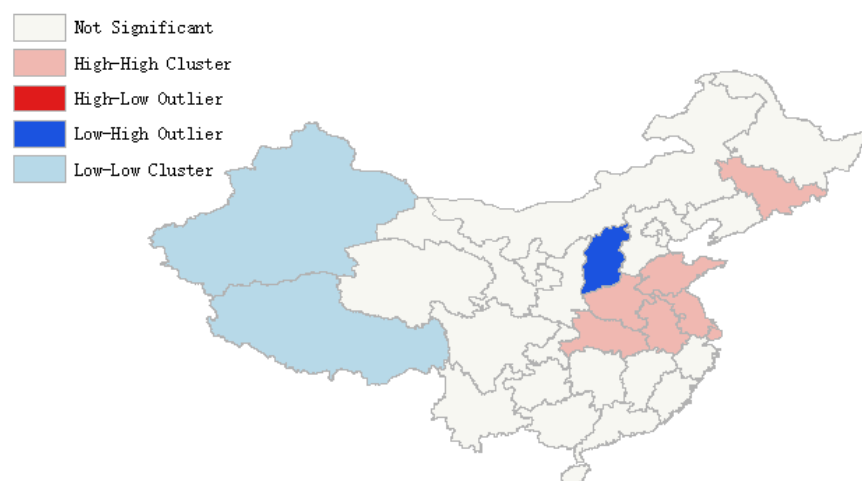 Not Significant
High-High Cluster
High-Low Outlier
Low-High Outlier
Low-Low Cluster